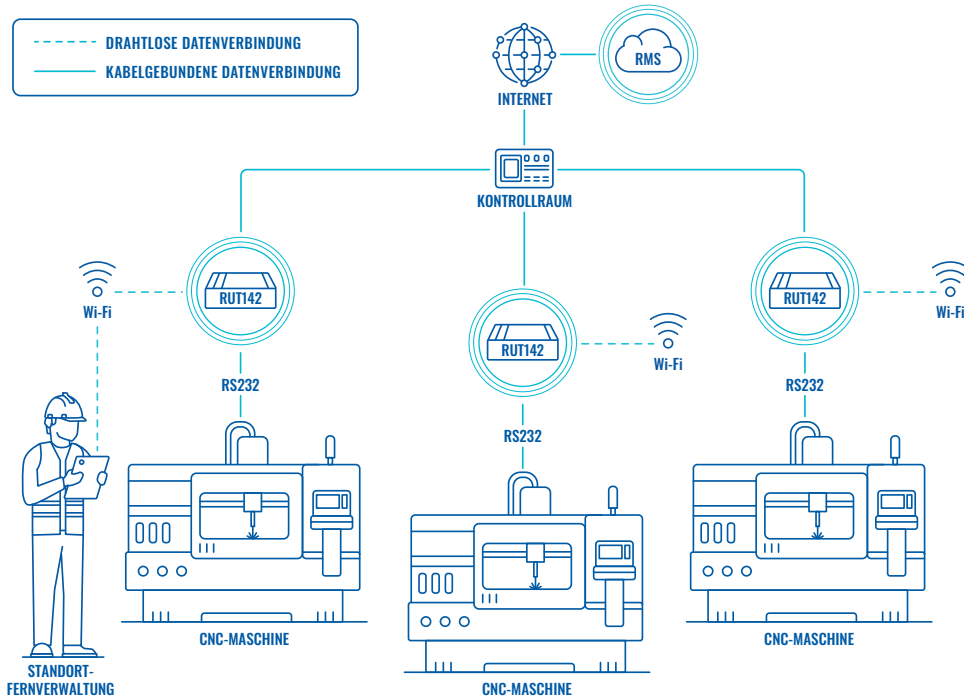 DRAHTLOSE DATENVERBINDUNG
KABELGEBUNDENE DATENVERBINDUNG
RMS
INTERNET
KONTROLLRAUM
RUT142
Wi-Fi
RS232
CNC-MASCHINE
STANDORT-
FERNVERWALTUNG
RUT142
Wi-Fi
RS232
CNC-MASCHINE
RUT142
Wi-Fi
RS232
CNC-MASCHINE